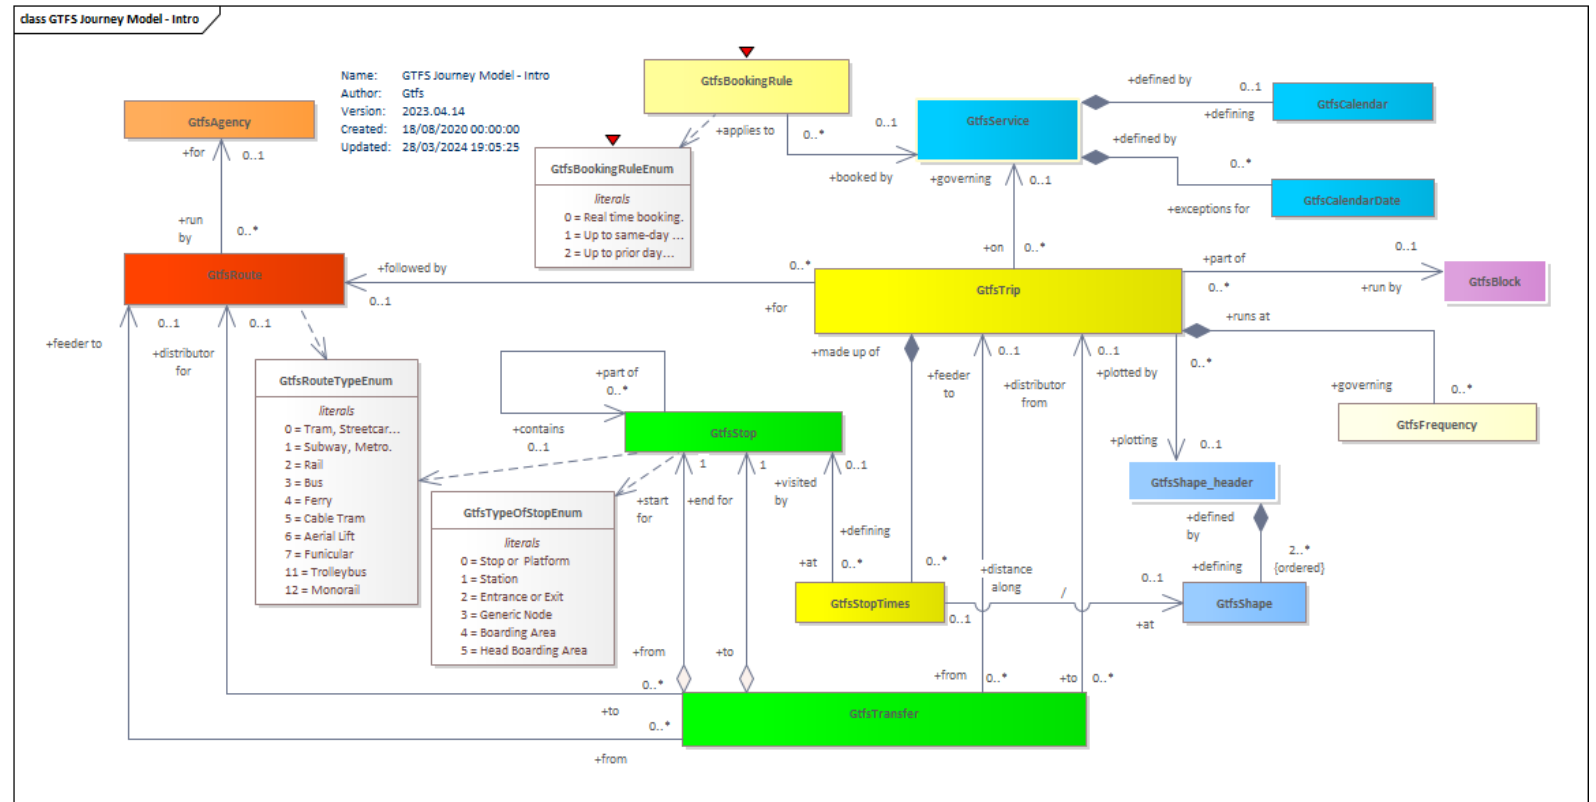 class GTFS Journey Model - Intro
Name: GTFS Journey Model - Intro
Author: Gtfs
Version: 2023.04.14
Created: 18/08/2020 00:00:00
Updated: 28/03/2024 19:05:25
GtfsAgency
+for
0..1
+run
by
0..*
GtfsRoute
GtfsBookingRule
+applies to
0..*
0..1
+booked by
GtfsBookingRuleEnum
literals
0 = Real time booking.
1 = Up to same-day ...
2 = Up to prior day...
GtfsService
+defined by
0..1
+defining
GtfsCalendar
+defined by
0..*
+exceptions for
GtfsCalendarDate
+governing
0..1
+on
0..*
+followed by
0..1
0..*
+for
GtfsTrip
+part of
0..*
0..1
+run by
GtfsBlock
+runs at
+governing
0..*
GtfsFrequency
+feeder to
0..1
+distributor
for
0..1
GtfsRouteTypeEnum
literals
0 = Tram, Streetcar...
1 = Subway, Metro.
2 = Rail
3 = Bus
4 = Ferry
5 = Cable Tram
6 = Aerial Lift
7 = Funicular
11 = Trolleybus
12 = Monorail
+part of
0..*
+contains
0..1
GtfsStop
+made up of
+feeder
to
0..1
+distributor
from
0..1
+plotted by
0..*
+plotting
0..1
GtfsShape_header
+defined
by
2..*
{ordered}
+defining
GtfsShape
GtfsTypeOfStopEnum
literals
0 = Stop or Platform
1 = Station
2 = Entrance or Exit
3 = Generic Node
4 = Boarding Area
5 = Head Boarding Area
+start
for
1
+end for
1
+visited
by
0..1
+defining
+at
0..*
0..*
GtfsStopTimes
0..1
+distance
along
/
0..1
+at
+from
0..*
+to
+to
0..*
+from
+from
0..*
+to
0..*
GtfsTransfer